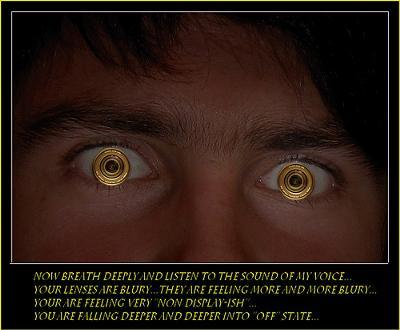 NOW BREATH DEEPLY AND LISTEN TO THE SOUND OF MY VOICE...
YOUR LENSES ARE BLURY...THEY ARE FEELING MORE AND MORE BLURY...
YOUR ARE FEELING VERY "NON DISPLAY-ISH"...
YOU ARE FALLING DEEPER AND DEEPER INTO "OFF" STATE...